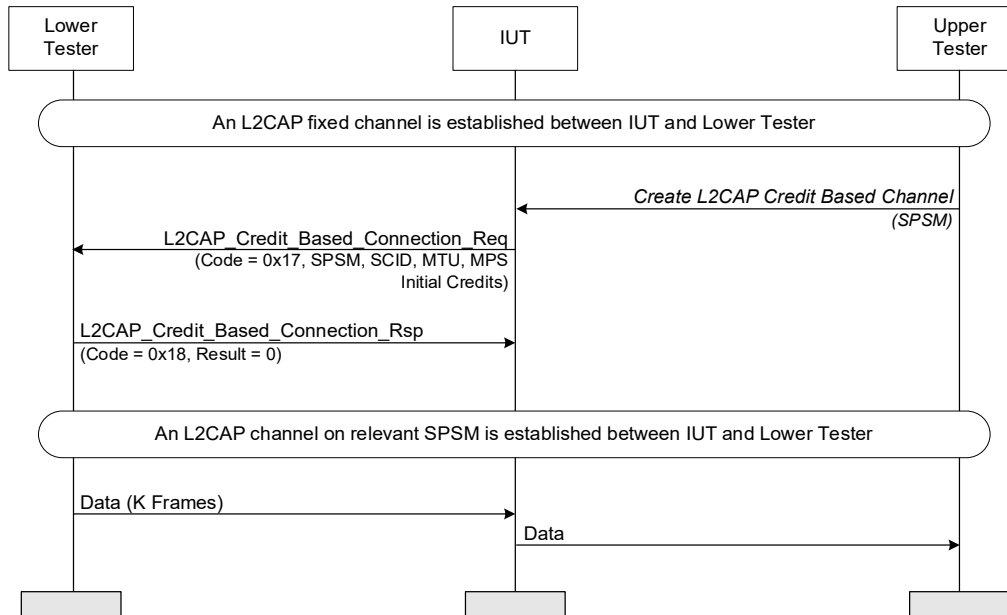 Lower
Tester
IUT
Upper
Tester
An L2CAP fixed channel is established between IUT and Lower Tester
Create L2CAP Credit Based Channel
(SPSM)
L2CAP_Credit_Based_Connection_Req
(Code = 0x17, SPSM, SCID, MTU, MPS
Initial Credits)
L2CAP_Credit_Based_Connection_Rsp
(Code = 0x18, Result = 0)
An L2CAP channel on relevant SPSM is established between IUT and Lower Tester
Data (K Frames)
Data